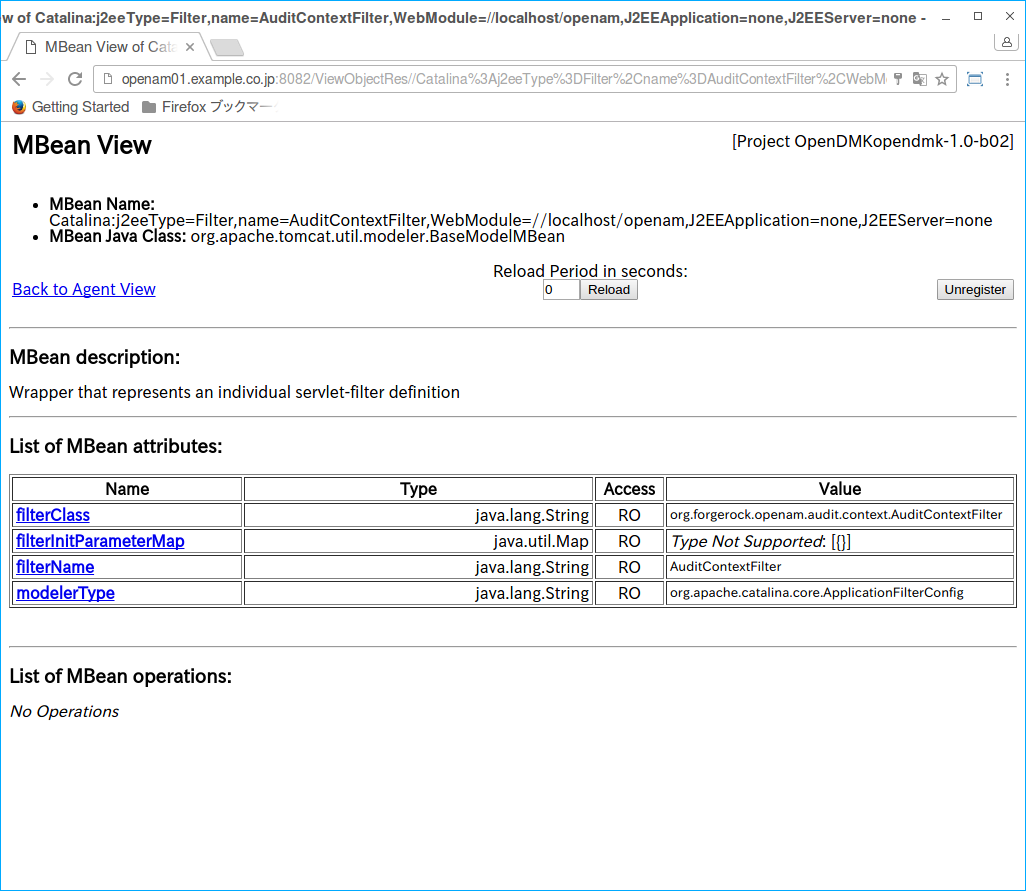 w of Catalina:j2eeType=Filter,name=AuditContextFilter,WebModule=//localhost/openam,J2EEApplication=none,J2EEServer=none -
MBean View of Cata
openam01.example.co.jp:8082/ViewObjectRes//Catalina%3Aj2eeType%3DFilter%2Cname%3DAuditContextFilter%2CWebM
Getting Started Firefox ブックマー
MBean View [Project OpenDMKopendmk-1.0-b02]
• MBean Name:
Catalina:j2eeType=Filter,name=AuditContextFilter,WebModule=//localhost/openam,J2EEApplication=none,J2EEServer=none
• MBean Java Class: org.apache.tomcat.util.modeler.BaseModelMBean
Reload Period in seconds:
Back to Agent View 0 Reload Unregister
MBean description:
Wrapper that represents an individual servlet-filter definition
List of MBean attributes:
Name Type Access Value
filterClass java.lang.String RO org.forgerock.openam.audit.context.AuditContextFilter
filterInitParameterMap java.util.Map RO Type Not Supported: [{}]
filterName java.lang.String RO AuditContextFilter
modelerType java.lang.String RO org.apache.catalina.core.ApplicationFilterConfig
List of MBean operations:
No Operations